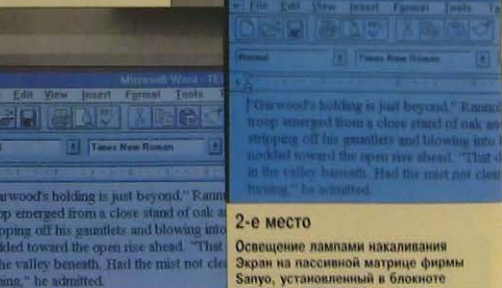 File Edit View Insert Format Tools
Normal Times New Roman
"Garwood's holding is just beyond."
troop emerged from a close stand of oak an
stripping off his gauntlets and blowing into
nodded toward the open rise ahead. "That
in the valley beneath. Had the mist not clea
turning," he admitted.
Microsoft Word - TE
Edit View Insert Format Tools
Times New Roman
arwood's holding is just beyond." Rann
op emerged from a close stand of oak a
pping off his gauntlets and blowing into
dded toward the open rise ahead. "That
he valley beneath. Had the mist not cle
ning," he admitted.
2-е место
Освещение лампами накаливания
Экран на пассивной матрице фирмы
Sanyo, установленный в блокноте